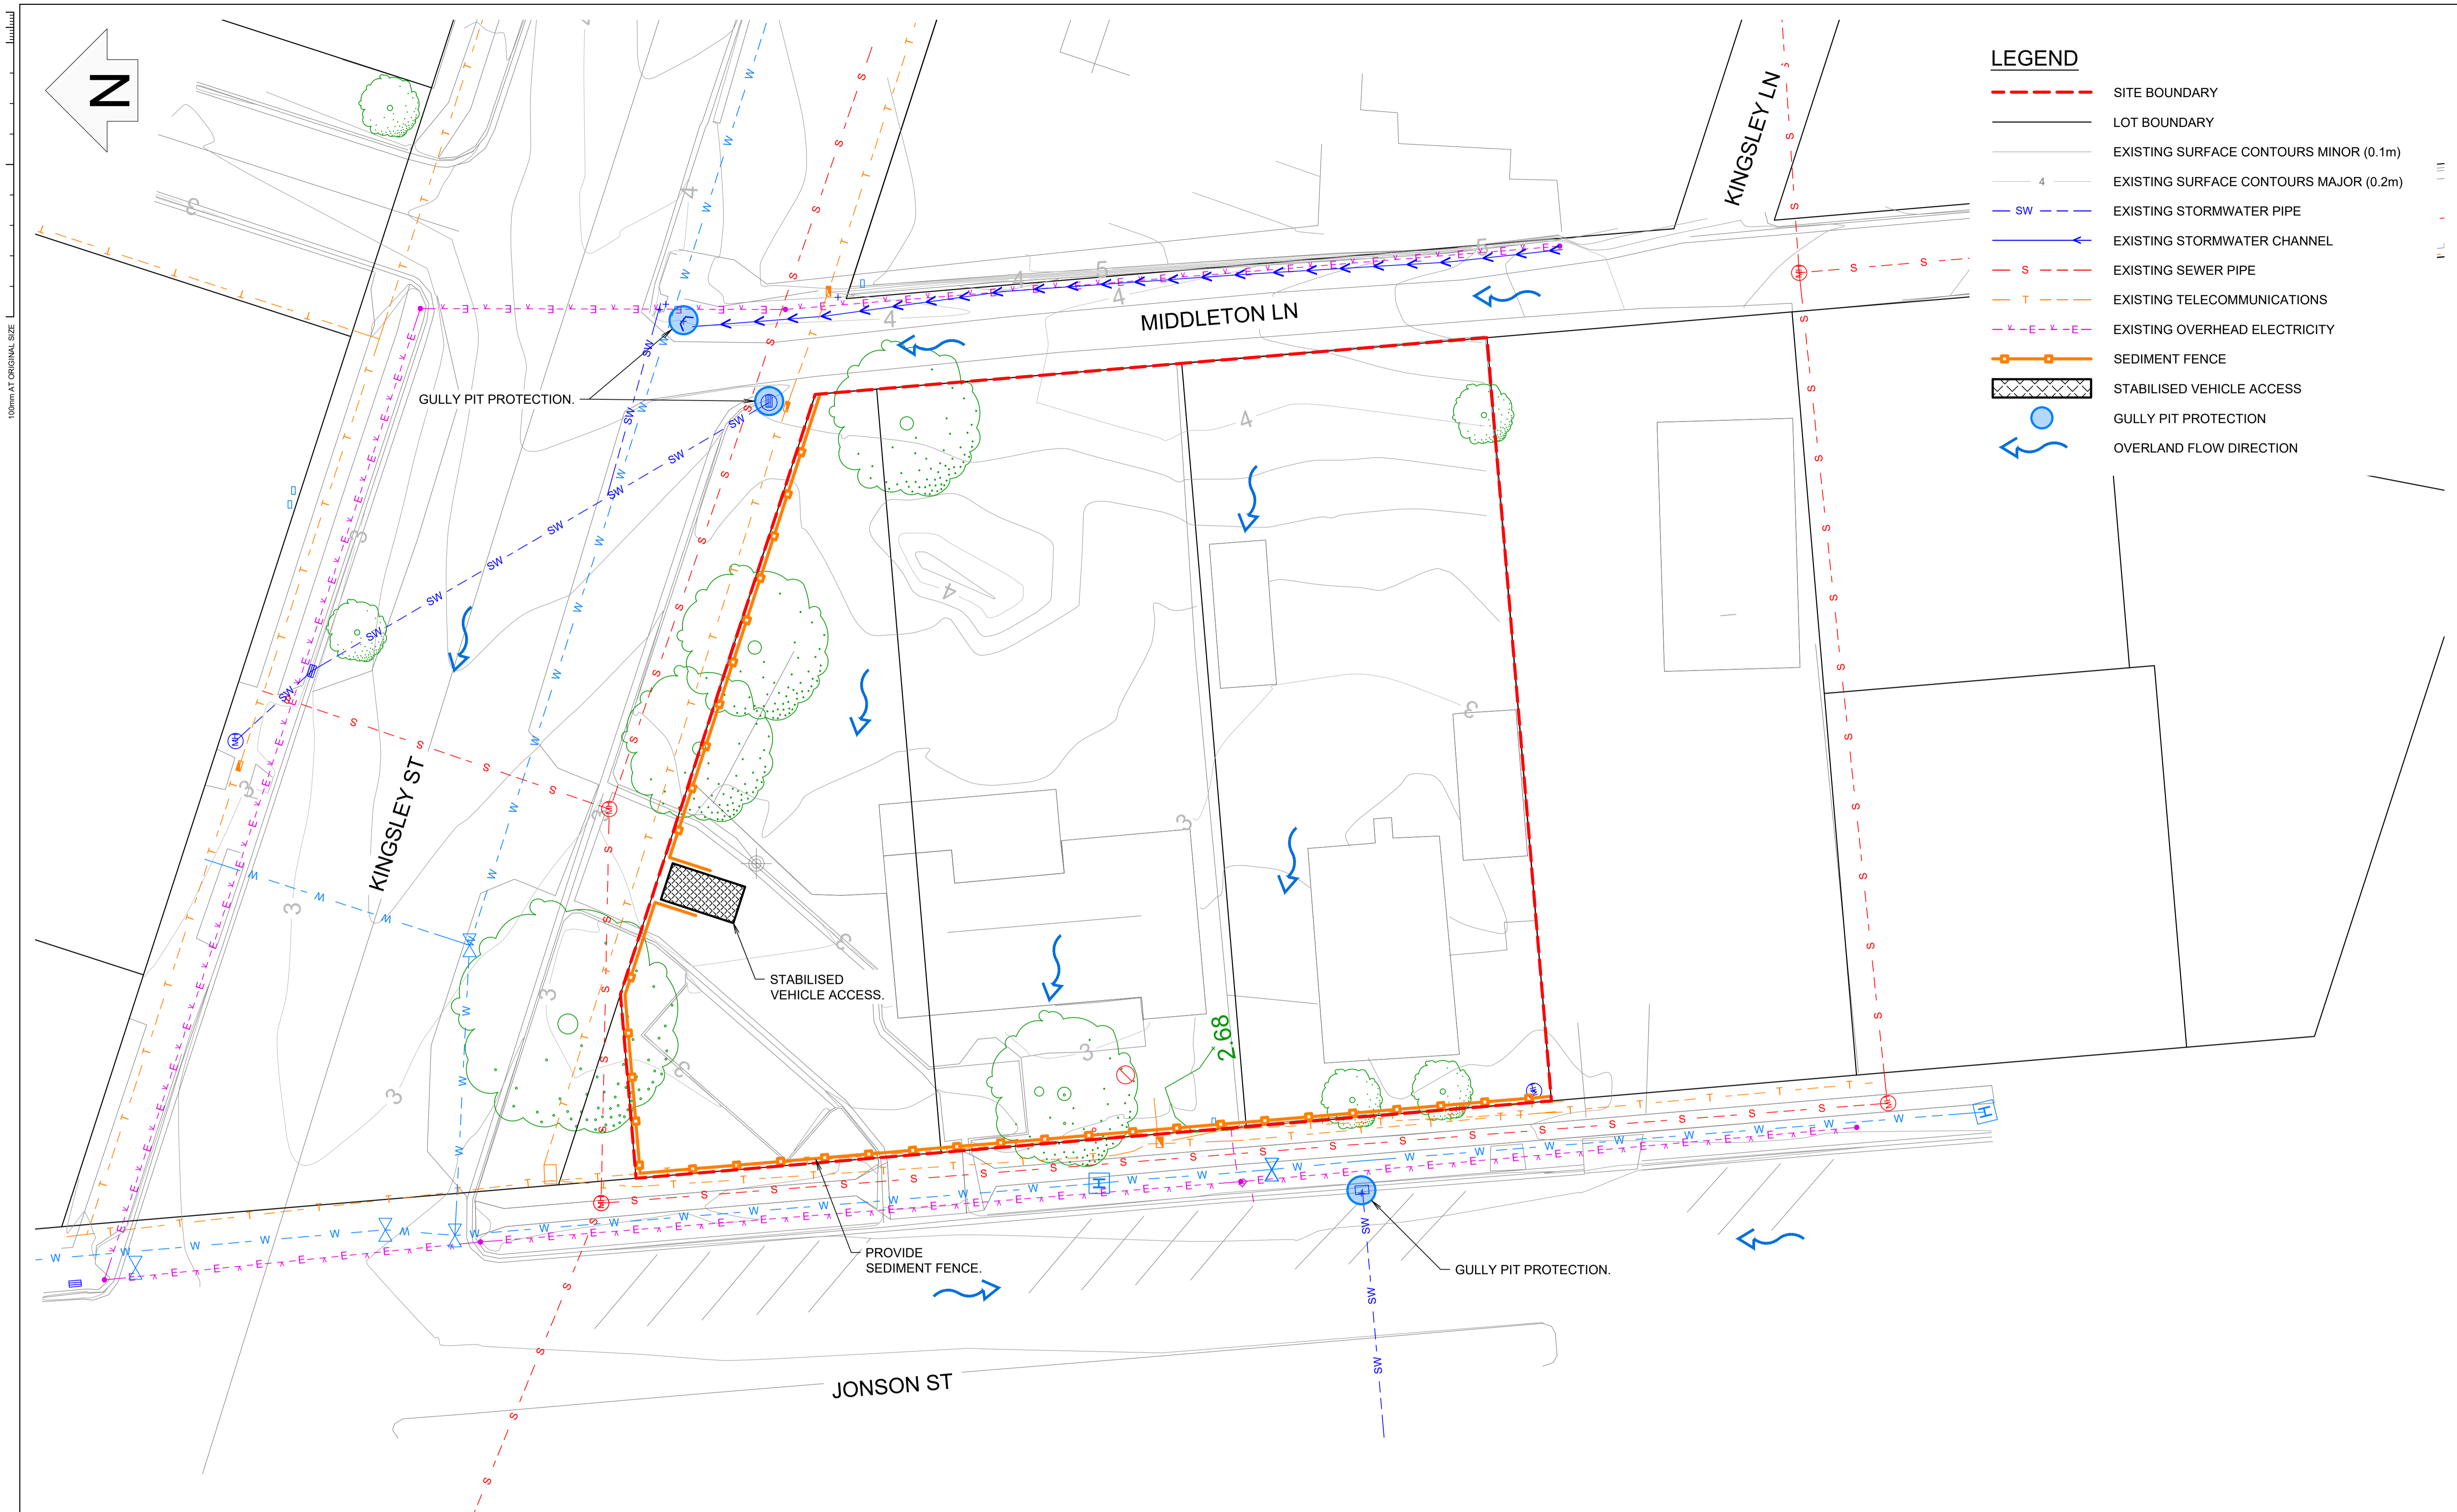 N
100mm AT ORIGINAL SIZE
LEGEND
SITE BOUNDARY
LOT BOUNDARY
EXISTING SURFACE CONTOURS MINOR (0.1m)
4
EXISTING SURFACE CONTOURS MAJOR (0.2m)
SW
EXISTING STORMWATER PIPE
EXISTING STORMWATER CHANNEL
S
EXISTING SEWER PIPE
T
EXISTING TELECOMMUNICATIONS
E E
EXISTING OVERHEAD ELECTRICITY
SEDIMENT FENCE
STABILISED VEHICLE ACCESS
GULLY PIT PROTECTION
OVERLAND FLOW DIRECTION
KINGSLEY LN
MIDDLETON LN
GULLY PIT PROTECTION.
KINGSLEY ST
STABILISED
VEHICLE ACCESS.
2.68
PROVIDE
SEDIMENT FENCE.
GULLY PIT PROTECTION.
JONSON ST